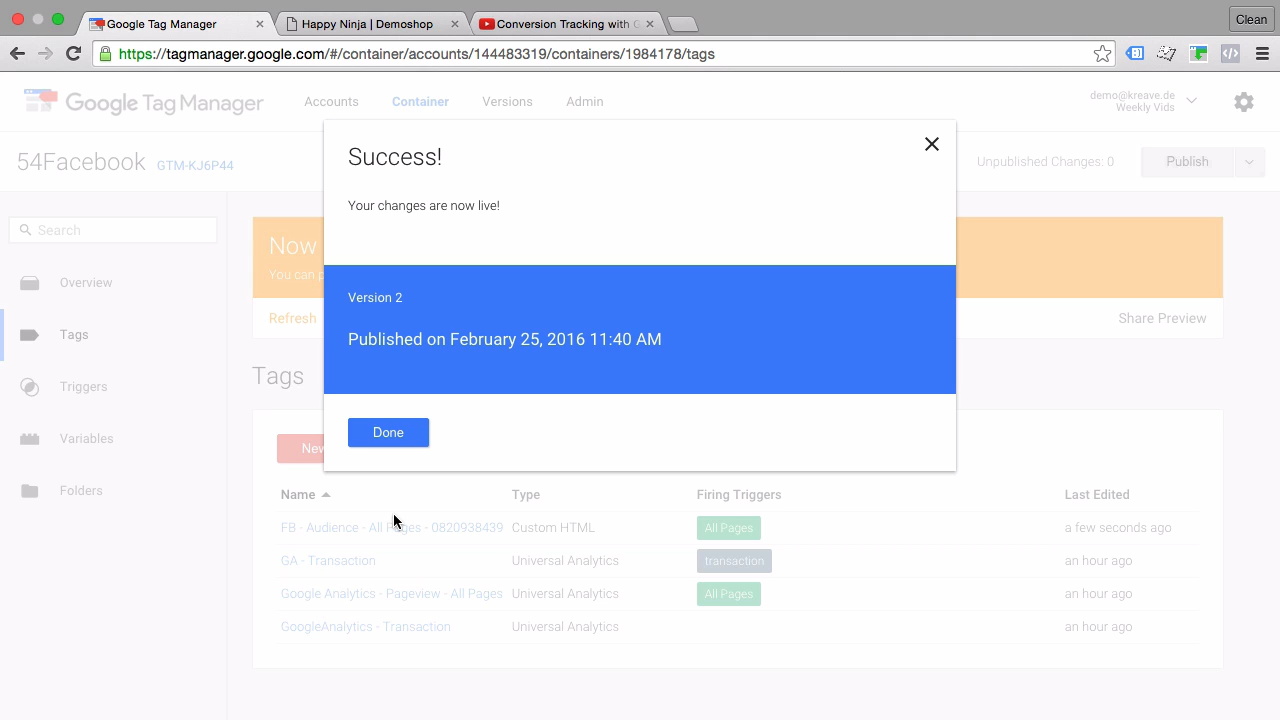 Google Tag Manager
Happy Ninja | Demoshop
Conversion Tracking with G
Clean
https://tagmanager.google.com/#/container/accounts/144483319/containers/1984178/tags
Google Tag Manager
Accounts
Container
Versions
Admin
demo@kreave.de
Weekly Vids
54Facebook GTM-KJ6P44
Unpublished Changes: 0
Publish
Success!
Your changes are now live!
Version 2
Published on February 25, 2016 11:40 AM
Done
Search
Overview
Tags
Triggers
Variables
Folders
Now
You can p
Refresh
Share Preview
Tags
New
Name Type Firing Triggers Last Edited
FB - Audience - All Pages - 0820938439 Custom HTML All Pages a few seconds ago
GA - Transaction Universal Analytics transaction an hour ago
Google Analytics - Pageview - All Pages Universal Analytics All Pages an hour ago
GoogleAnalytics - Transaction Universal Analytics an hour ago